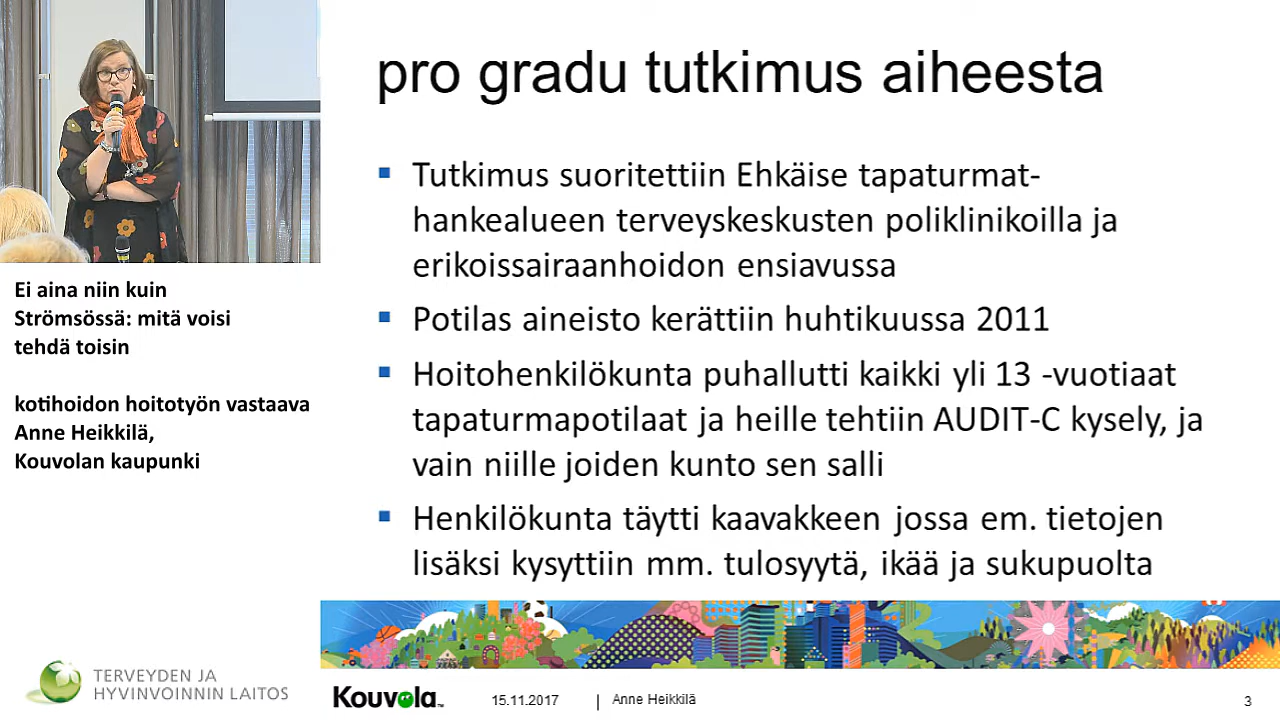 pro gradu tutkimus aiheesta
Tutkimus suoritettiin Ehkäise tapaturmat-
hankealueen terveyskeskusten poliklinikoilla ja
erikoissairaanhoidon ensiavussa
Potilas aineisto kerättiin huhtikuussa 2011
Hoitohenkilökunta puhallutti kaikki yli 13 -vuotiaat
tapaturmapotilaat ja heille tehtiin AUDIT-C kysely, ja
vain niille joiden kunto sen salli
Henkilökunta täytti kaavakkeen jossa em. tietojen
lisäksi kysyttiin mm. tulosyytä, ikää ja sukupuolta
Ei aina niin kuin
Strömsössä: mitä voisi
tehdä toisin
kotihoidon hoitotyön vastaava
Anne Heikkilä,
Kouvolan kaupunki
TERVEYDEN JA
HYVINVOINNIN LAITOS
Kouvola™
15.11.2017 | Anne Heikkilä
3